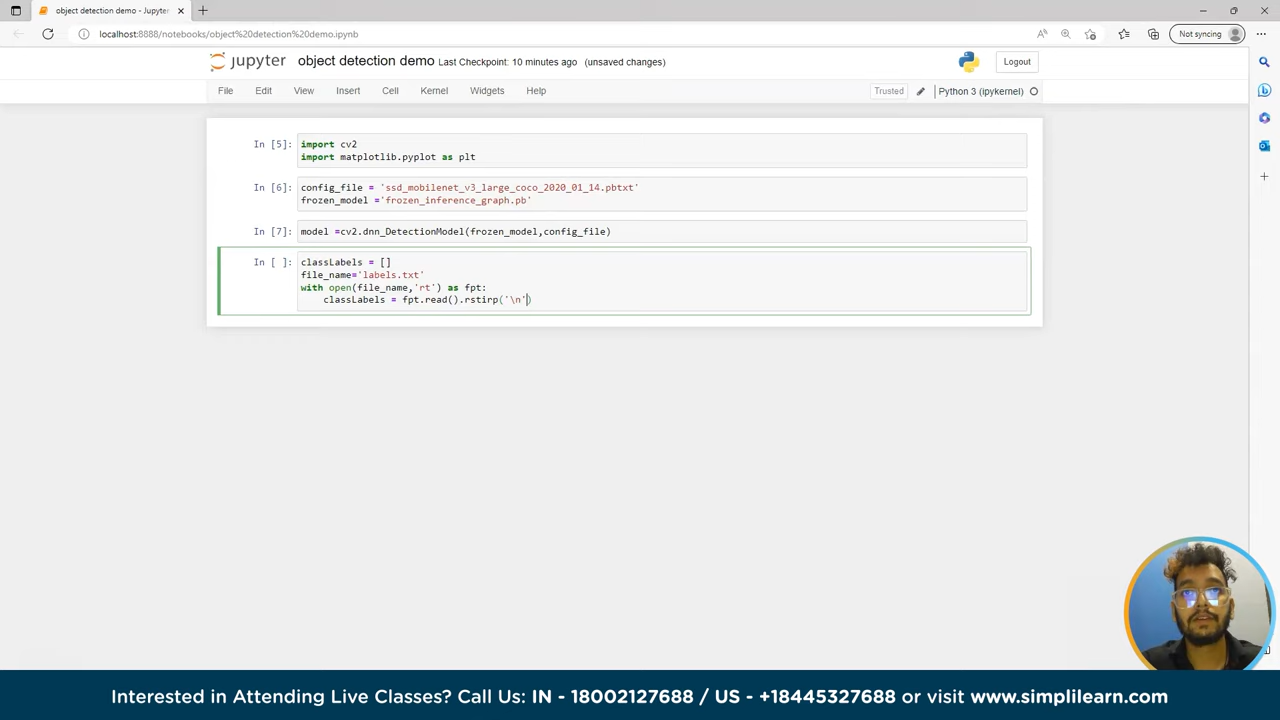 object detection demo - Jupyter
localhost:8888/notebooks/object%20detection%20demo.ipynb
Not syncing
jupyter object detection demo Last Checkpoint: 10 minutes ago (unsaved changes)
Logout
File Edit View Insert Cell Kernel Widgets Help
Trusted
Python 3 (ipykernel)
In [5]: import cv2
import matplotlib.pyplot as plt
In [6]: config_file = 'ssd_mobilenet_v3_large_coco_2020_01_14.pbtxt'
frozen_model ='frozen_inference_graph.pb'
In [7]: model =cv2.dnn_DetectionModel(frozen_model,config_file)
In [ ]: classLabels = []
file_name='labels.txt'
with open(file_name,'rt') as fpt:
classLabels = fpt.read().rstirp('\n')
Interested in Attending Live Classes? Call Us: IN - 18002127688 / US - +18445327688 or visit www.simplilearn.com